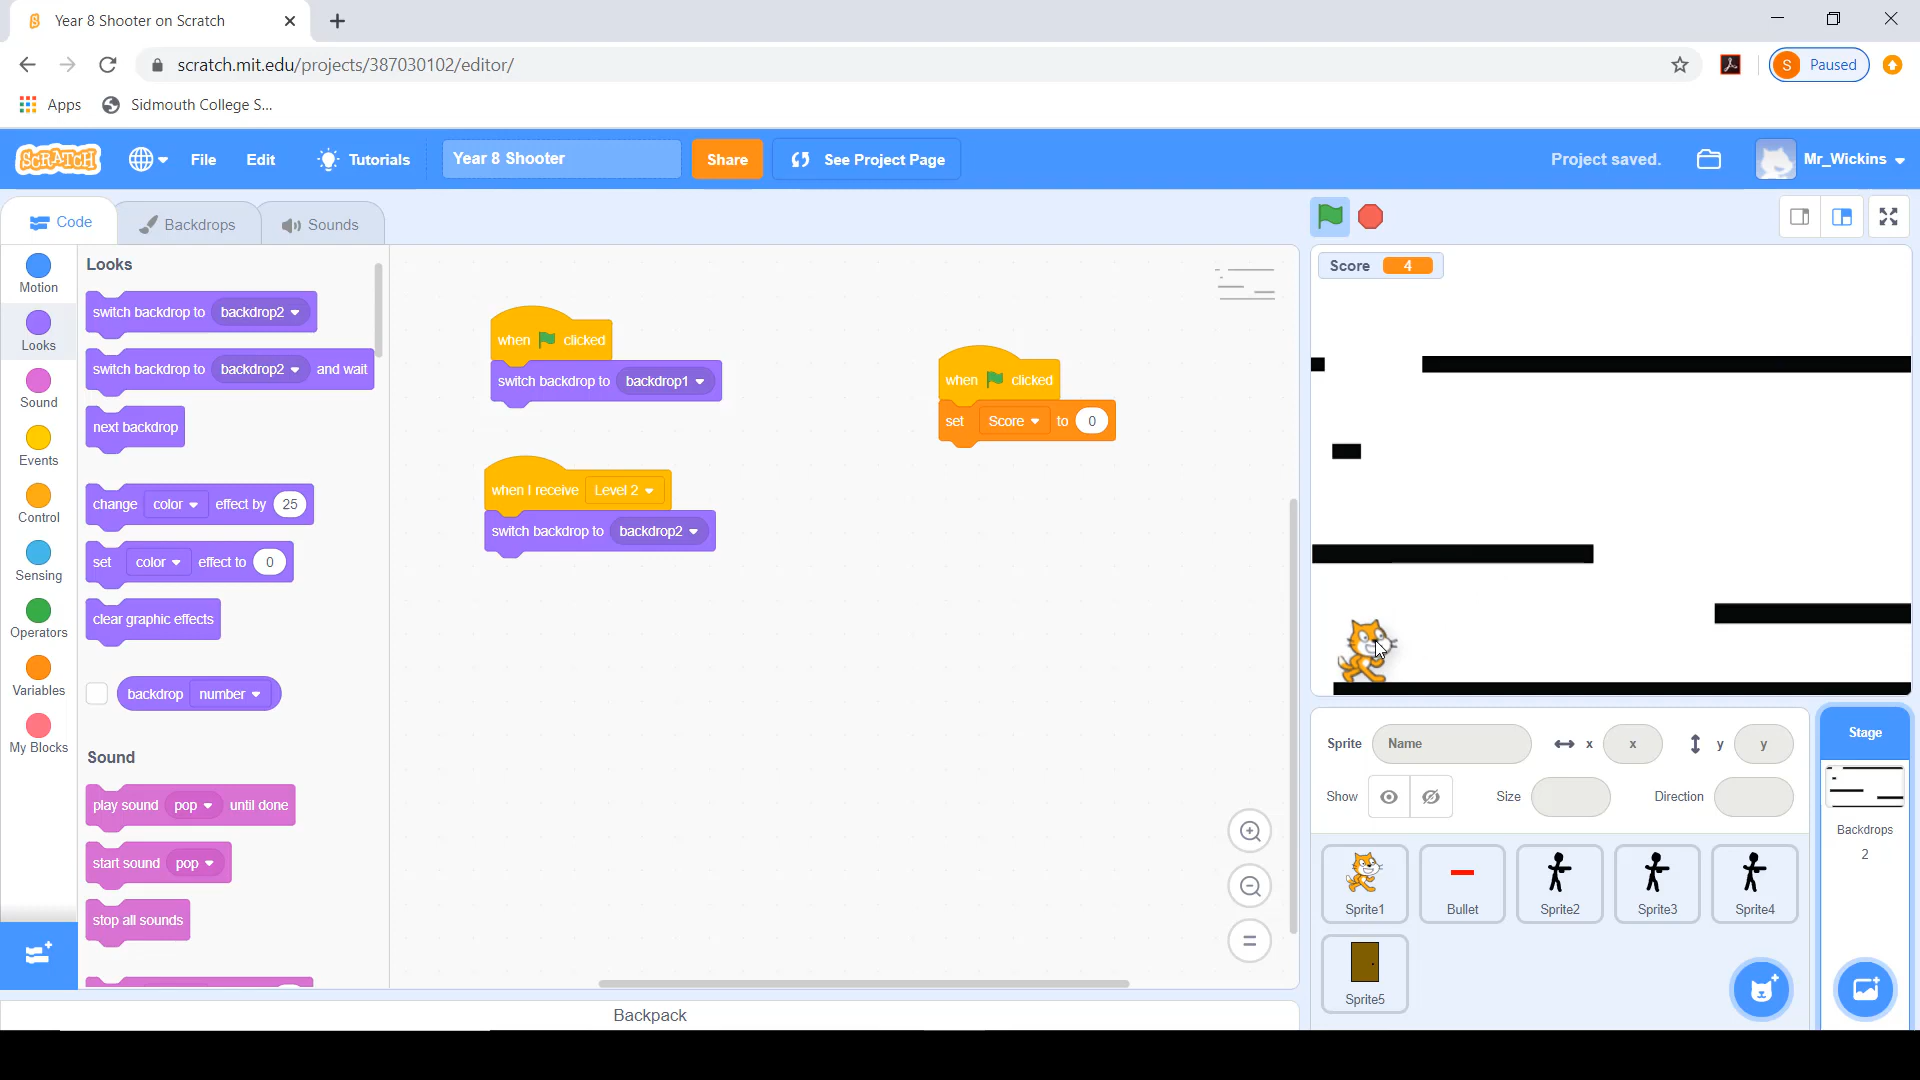 Year 8 Shooter on Scratch
scratch.mit.edu/projects/387030102/editor/
S Paused
Apps Sidmouth College S...
SCRATCH File Edit Tutorials Year 8 Shooter Share See Project Page Project saved. Mr_Wickins
Code Backdrops Sounds
Motion
Looks
Sound
Events
Control
Sensing
Operators
Variables
My Blocks
Looks
switch backdrop to backdrop2
switch backdrop to backdrop2 and wait
next backdrop
change color effect by 25
set color effect to 0
clear graphic effects
backdrop number
Sound
play sound pop until done
start sound pop
stop all sounds
when clicked
switch backdrop to backdrop1
when I receive Level 2
switch backdrop to backdrop2
when clicked
set Score to 0
Backpack
Score 4
Sprite Name x x y y
Show Size Direction
Sprite1 Bullet Sprite2 Sprite3 Sprite4
Sprite5
Stage
Backdrops
2